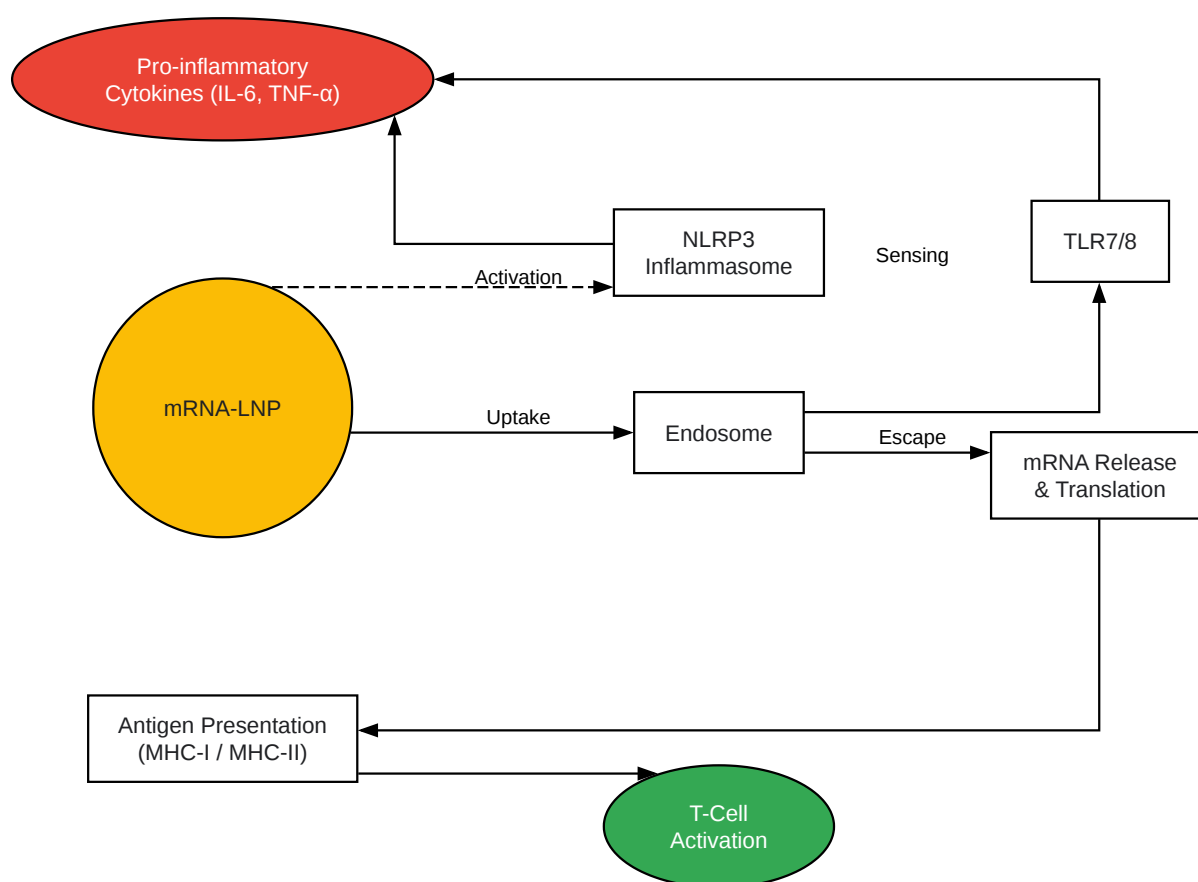 Pro-inflammatory
Cytokines (IL-6, TNF-α)
NLRP3
Inflammasome
Sensing
TLR7/8
Activation
mRNA-LNP
Uptake
Endosome
Escape
mRNA Release
& Translation
Antigen Presentation
(MHC-I / MHC-II)
T-Cell
Activation